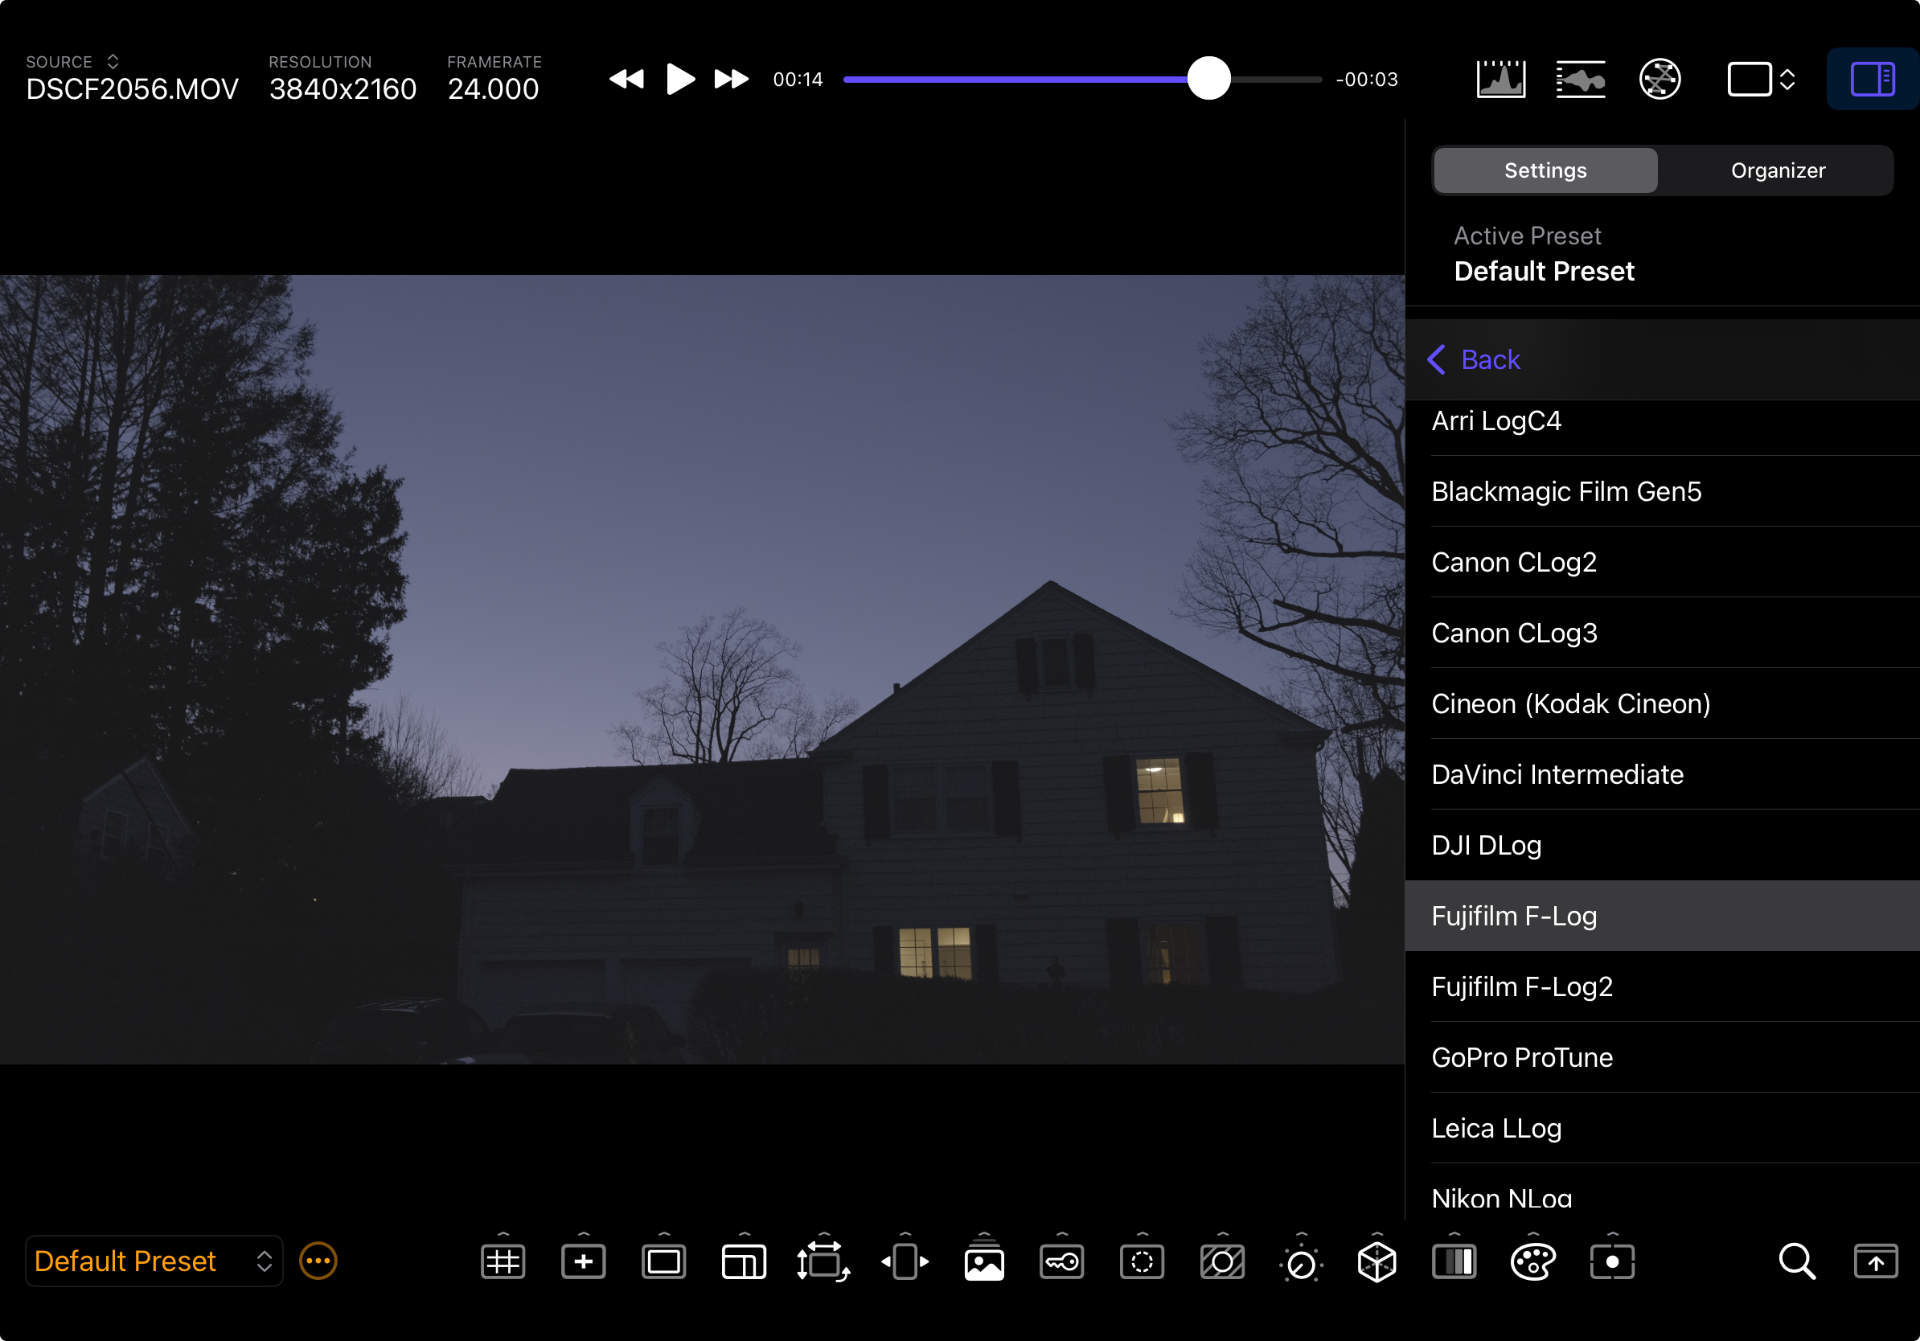 SOURCE
DSCF2056.MOV
RESOLUTION
3840x2160
FRAMERATE
24.000
00:14
-00:03
Settings
Organizer
Active Preset
Default Preset
Back
Arri LogC4
Blackmagic Film Gen5
Canon CLog2
Canon CLog3
Cineon (Kodak Cineon)
DaVinci Intermediate
DJI DLog
Fujifilm F-Log
Fujifilm F-Log2
GoPro ProTune
Leica LLog
Nikon NLog
Default Preset